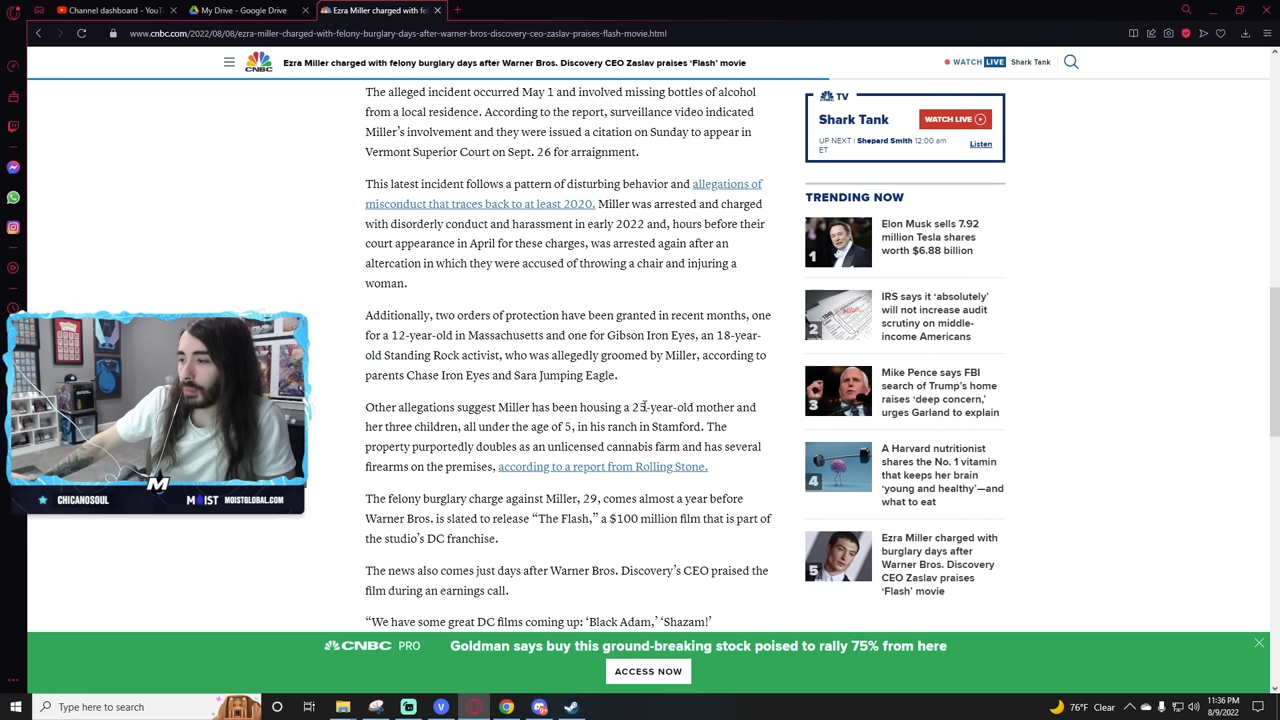 YouTu
Channel dashboard - YouTu
Ezra Miller charged with fe
www.cnbc.com/2022/08/08/ezra-miller-charged-with-felony-burglary-days-after-warner-bros-discovery-ceo-zaslav-praises-flash-movie.html
CNBC
Ezra Miller charged with felony burglary days after Warner Bros. Discovery CEO Zaslav praises ‘Flash’ movie
WATCH LIVE Shark Tank
The alleged incident occurred May 1 and involved missing bottles of alcohol
from a local residence. According to the report, surveillance video indicated
Miller’s involvement and they were issued a citation on Sunday to appear in
Vermont Superior Court on Sept. 26 for arraignment.
This latest incident follows a pattern of disturbing behavior and allegations of
misconduct that traces back to at least 2020. Miller was arrested and charged
with disorderly conduct and harassment in early 2022 and, hours before their
court appearance in April for these charges, was arrested again after an
altercation in which they were accused of throwing a chair and injuring a
woman.
Additionally, two orders of protection have been granted in recent months, one
for a 12-year-old in Massachusetts and one for Gibson Iron Eyes, an 18-year-
old Standing Rock activist, who was allegedly groomed by Miller, according to
parents Chase Iron Eyes and Sara Jumping Eagle.
Other allegations suggest Miller has been housing a 25-year-old mother and
her three children, all under the age of 5, in his ranch in Stamford. The
property purportedly doubles as an unlicensed cannabis farm and has several
firearms on the premises, according to a report from Rolling Stone.
The felony burglary charge against Miller, 29, comes almost a year before
Warner Bros. is slated to release “The Flash,” a $100 million film that is part of
the studio’s DC franchise.
The news also comes just days after Warner Bros. Discovery’s CEO praised the
film during an earnings call.
“We have some great DC films coming up: ‘Black Adam,’ ‘Shazam!’
TV
Shark Tank
WATCH LIVE
UP NEXT | Shepard Smith 12:00 am
ET
Listen
TRENDING NOW
1
Elon Musk sells 7.92
million Tesla shares
worth $6.88 billion
2
IRS says it ‘absolutely’
will not increase audit
scrutiny on middle-
income Americans
3
Mike Pence says FBI
search of Trump’s home
raises ‘deep concern,’
urges Garland to explain
4
A Harvard nutritionist
shares the No. 1 vitamin
that keeps her brain
‘young and healthy’—and
what to eat
5
Ezra Miller charged with
burglary days after
Warner Bros. Discovery
CEO Zaslav praises
‘Flash’ movie
M
CHICANOSOUL
MOIST MOISTGLOBAL.COM
CNBC PRO Goldman says buy this ground-breaking stock poised to rally 75% from here
ACCESS NOW
Type here to search
76°F Clear
11:36 PM
8/9/2022